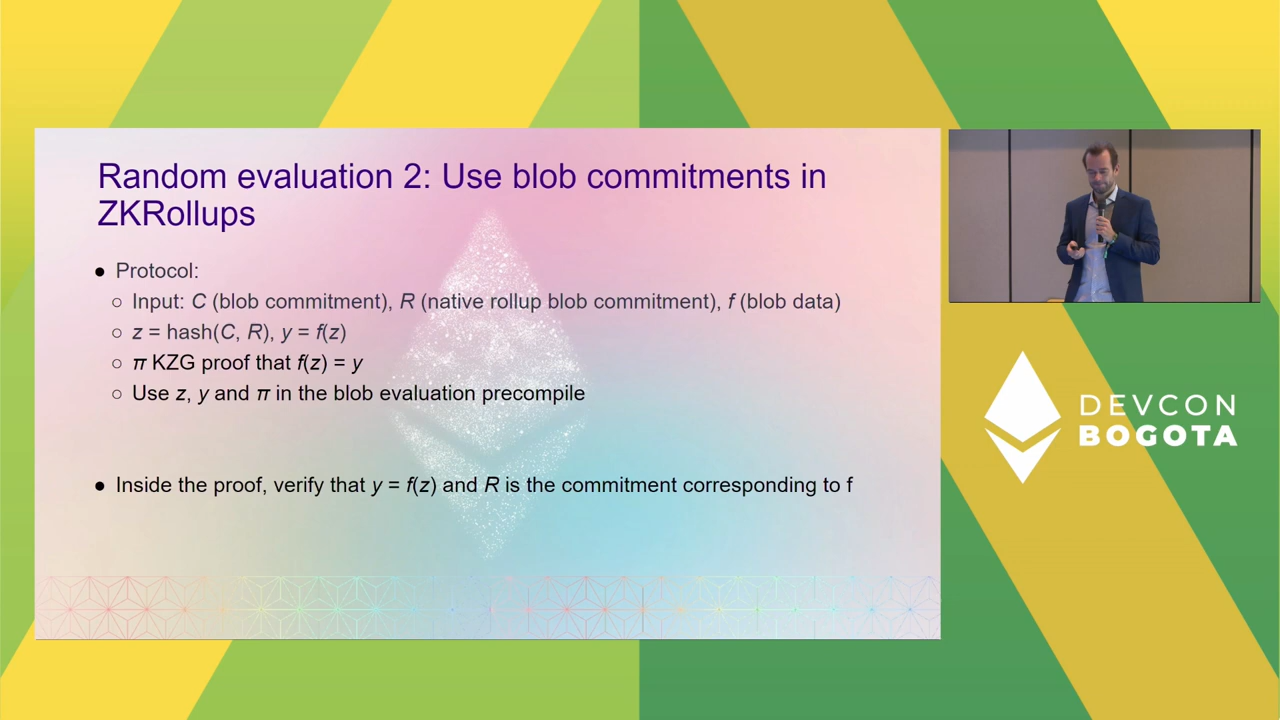 Random evaluation 2: Use blob commitments in
ZKRollups
● Protocol:
○ Input: C (blob commitment), R (native rollup blob commitment), f (blob data)
○ z = hash(C, R), y = f(z)
○ π KZG proof that f(z) = y
○ Use z, y and π in the blob evaluation precompile
● Inside the proof, verify that y = f(z) and R is the commitment corresponding to f
DEVCON
BOGOTA